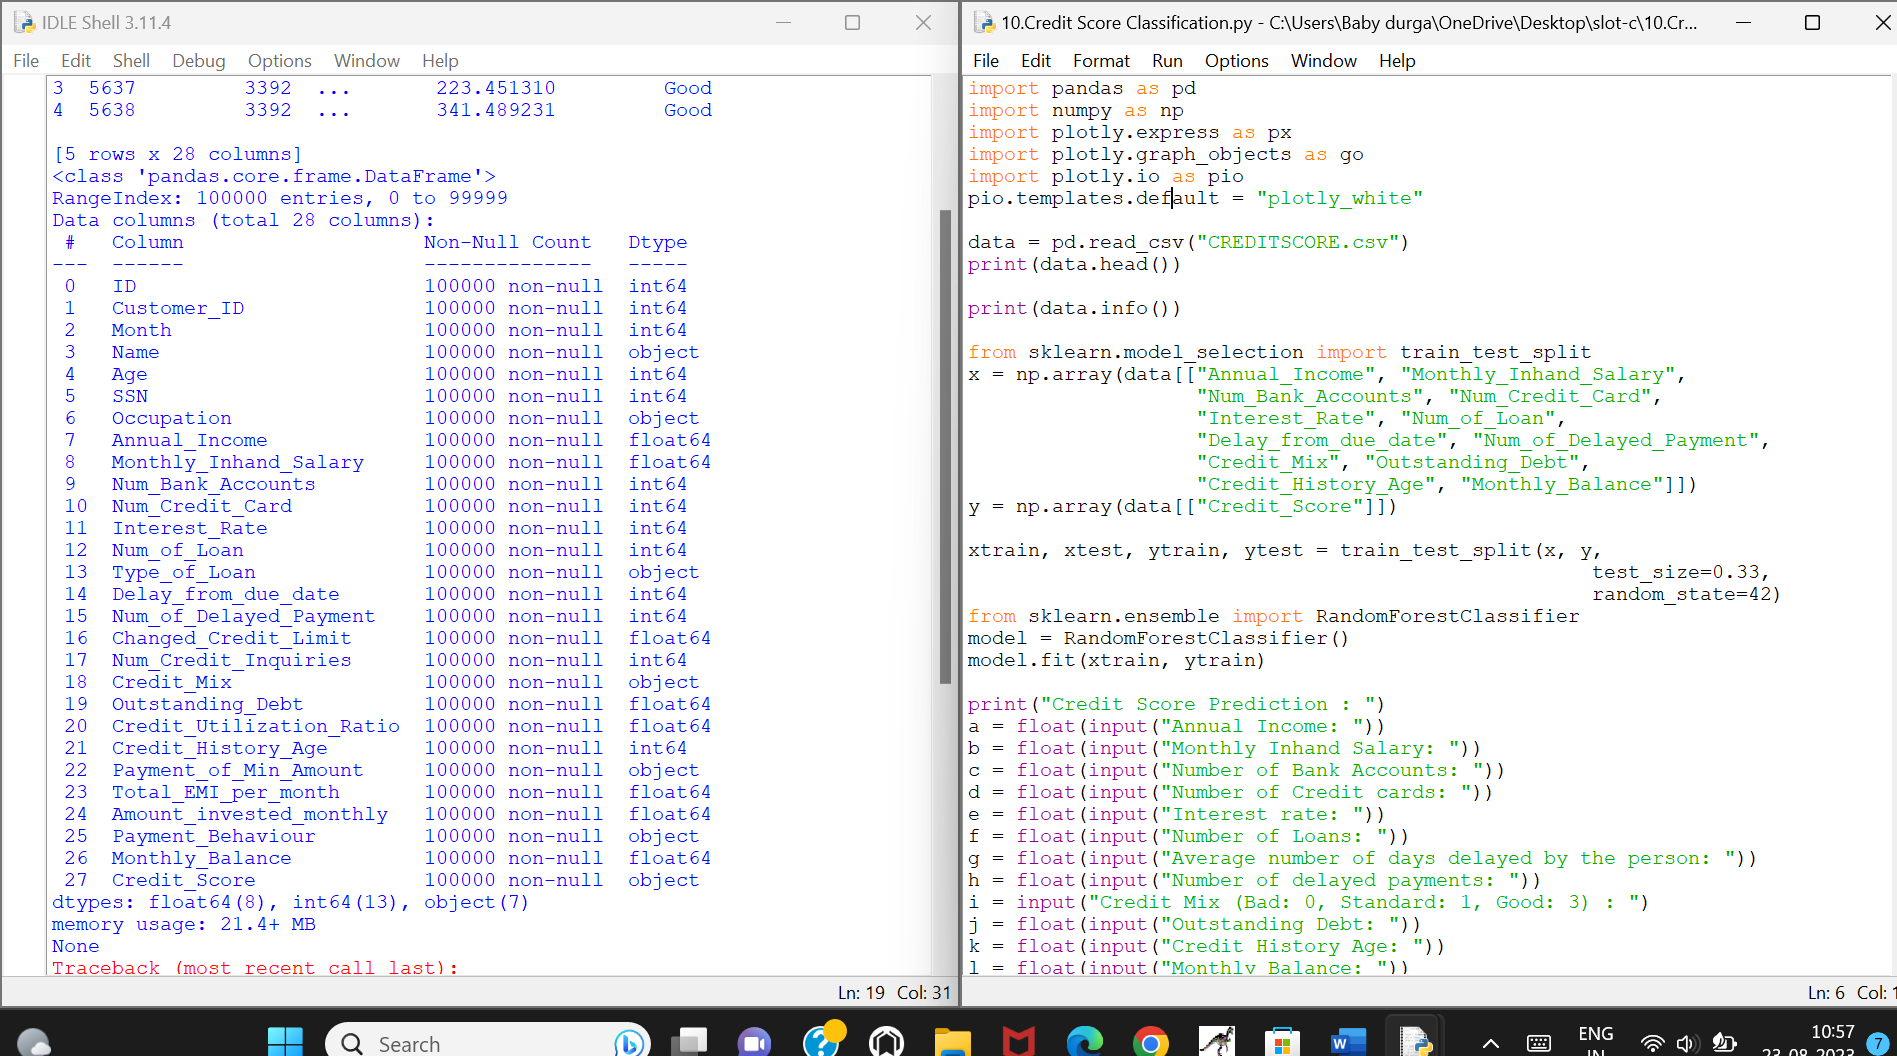 IDLE Shell 3.11.4
File Edit Shell Debug Options Window Help
3  5637         3392  ...         223.451310         Good
4  5638         3392  ...         341.489231         Good
[5 rows x 28 columns]
<class 'pandas.core.frame.DataFrame'>
RangeIndex: 100000 entries, 0 to 99999
Data columns (total 28 columns):
 #   Column                    Non-Null Count   Dtype
---  ------                    --------------   -----
 0   ID                        100000 non-null  int64
 1   Customer_ID               100000 non-null  int64
 2   Month                     100000 non-null  int64
 3   Name                      100000 non-null  object
 4   Age                       100000 non-null  int64
 5   SSN                       100000 non-null  int64
 6   Occupation                100000 non-null  object
 7   Annual_Income             100000 non-null  float64
 8   Monthly_Inhand_Salary     100000 non-null  float64
 9   Num_Bank_Accounts         100000 non-null  int64
 10  Num_Credit_Card           100000 non-null  int64
 11  Interest_Rate             100000 non-null  int64
 12  Num_of_Loan               100000 non-null  int64
 13  Type_of_Loan              100000 non-null  object
 14  Delay_from_due_date       100000 non-null  int64
 15  Num_of_Delayed_Payment    100000 non-null  int64
 16  Changed_Credit_Limit      100000 non-null  float64
 17  Num_Credit_Inquiries      100000 non-null  int64
 18  Credit_Mix                100000 non-null  object
 19  Outstanding_Debt          100000 non-null  float64
 20  Credit_Utilization_Ratio  100000 non-null  float64
 21  Credit_History_Age        100000 non-null  int64
 22  Payment_of_Min_Amount     100000 non-null  object
 23  Total_EMI_per_month       100000 non-null  float64
 24  Amount_invested_monthly   100000 non-null  float64
 25  Payment_Behaviour         100000 non-null  object
 26  Monthly_Balance           100000 non-null  float64
 27  Credit_Score              100000 non-null  object
dtypes: float64(8), int64(13), object(7)
memory usage: 21.4+ MB
None
Traceback (most recent call last):
Ln: 19 Col: 31
10.Credit Score Classification.py - C:\Users\Baby durga\OneDrive\Desktop\slot-c\10.Cr...
File Edit Format Run Options Window Help
import pandas as pd
import numpy as np
import plotly.express as px
import plotly.graph_objects as go
import plotly.io as pio
pio.templates.default = "plotly_white"
data = pd.read_csv("CREDITSCORE.csv")
print(data.head())
print(data.info())
from sklearn.model_selection import train_test_split
x = np.array(data[["Annual_Income", "Monthly_Inhand_Salary",
                   "Num_Bank_Accounts", "Num_Credit_Card",
                   "Interest_Rate", "Num_of_Loan",
                   "Delay_from_due_date", "Num_of_Delayed_Payment",
                   "Credit_Mix", "Outstanding_Debt",
                   "Credit_History_Age", "Monthly_Balance"]])
y = np.array(data[["Credit_Score"]])
xtrain, xtest, ytrain, ytest = train_test_split(x, y,
                                                    test_size=0.33,
                                                    random_state=42)
from sklearn.ensemble import RandomForestClassifier
model = RandomForestClassifier()
model.fit(xtrain, ytrain)
print("Credit Score Prediction : ")
a = float(input("Annual Income: "))
b = float(input("Monthly Inhand Salary: "))
c = float(input("Number of Bank Accounts: "))
d = float(input("Number of Credit cards: "))
e = float(input("Interest rate: "))
f = float(input("Number of Loans: "))
g = float(input("Average number of days delayed by the person: "))
h = float(input("Number of delayed payments: "))
i = input("Credit Mix (Bad: 0, Standard: 1, Good: 3) : ")
j = float(input("Outstanding Debt: "))
k = float(input("Credit History Age: "))
l = float(input("Monthly Balance: "))
Ln: 6 Col: 1
Search
W
ENG
IN
10:57
23-08-2023
7